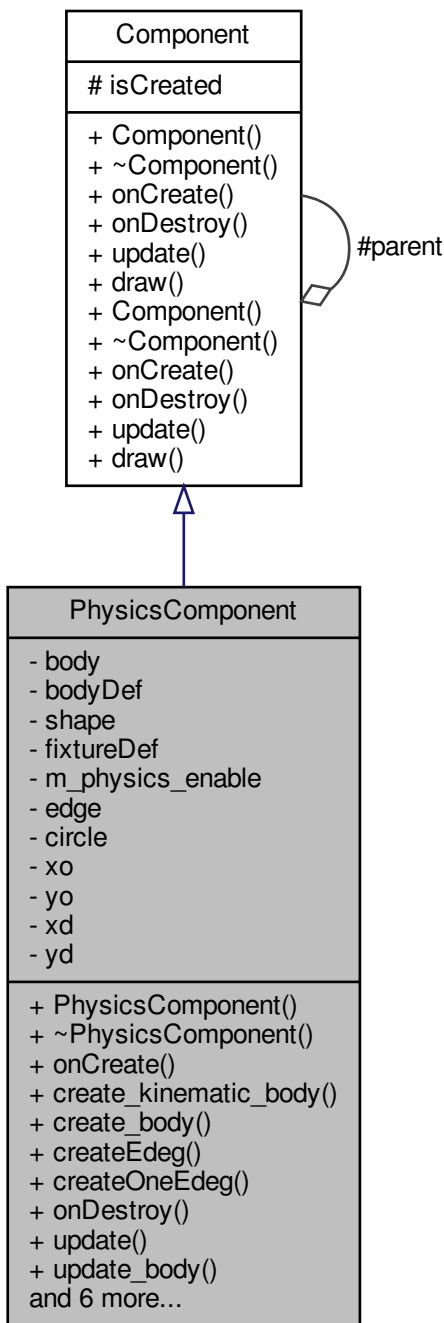 Component
# isCreated
+ Component()
+ ~Component()
+ onCreate()
+ onDestroy()
+ update()
+ draw()
+ Component()
+ ~Component()
+ onCreate()
+ onDestroy()
+ update()
+ draw()
#parent
PhysicsComponent
- body
- bodyDef
- shape
- fixtureDef
- m_physics_enable
- edge
- circle
- xo
- yo
- xd
- yd
+ PhysicsComponent()
+ ~PhysicsComponent()
+ onCreate()
+ create_kinematic_body()
+ create_body()
+ createEdeg()
+ createOneEdeg()
+ onDestroy()
+ update()
+ update_body()
and 6 more...